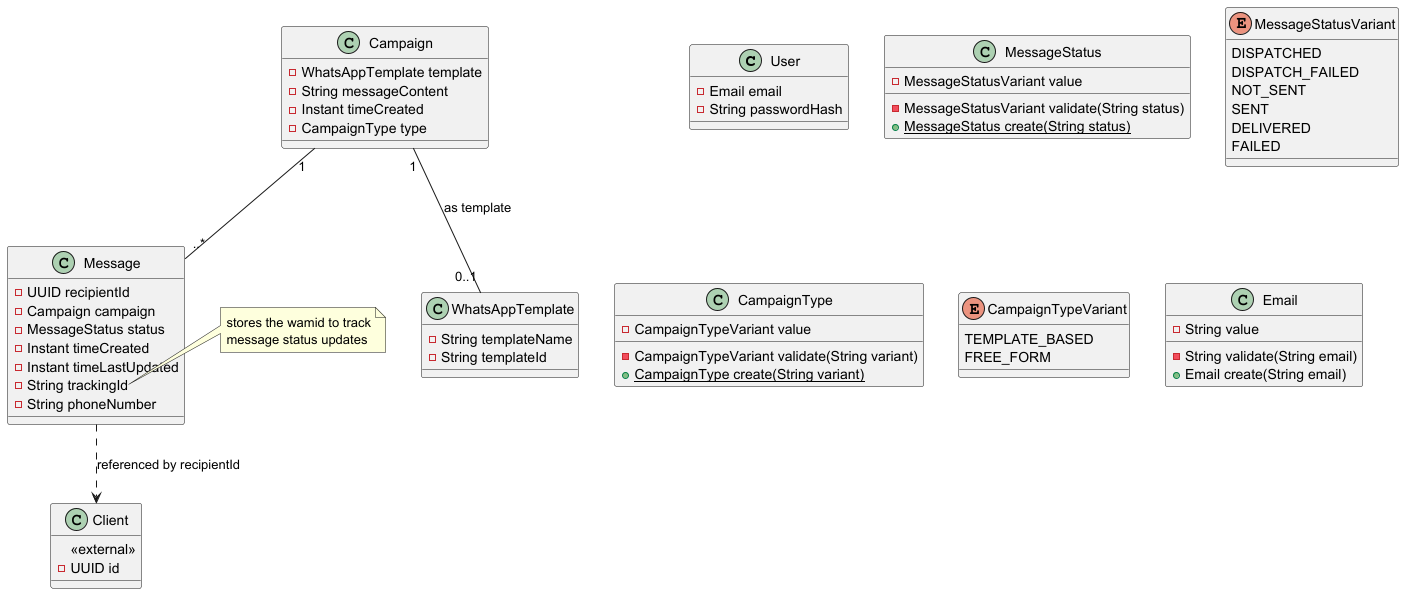 C Campaign
WhatsAppTemplate template
String messageContent
Instant timeCreated
CampaignType type
C User
Email email
String passwordHash
C MessageStatus
MessageStatusVariant value
MessageStatusVariant validate(String status)
MessageStatus create(String status)
E MessageStatusVariant
DISPATCHED
DISPATCH_FAILED
NOT_SENT
SENT
DELIVERED
FAILED
1
1
as template
..*
0..1
C Message
UUID recipientId
Campaign campaign
MessageStatus status
Instant timeCreated
Instant timeLastUpdated
String trackingId
String phoneNumber
stores the wamid to track
message status updates
C WhatsAppTemplate
String templateName
String templateId
C CampaignType
CampaignTypeVariant value
CampaignTypeVariant validate(String variant)
CampaignType create(String variant)
E CampaignTypeVariant
TEMPLATE_BASED
FREE_FORM
C Email
String value
String validate(String email)
Email create(String email)
referenced by recipientId
C Client
«external»
UUID id